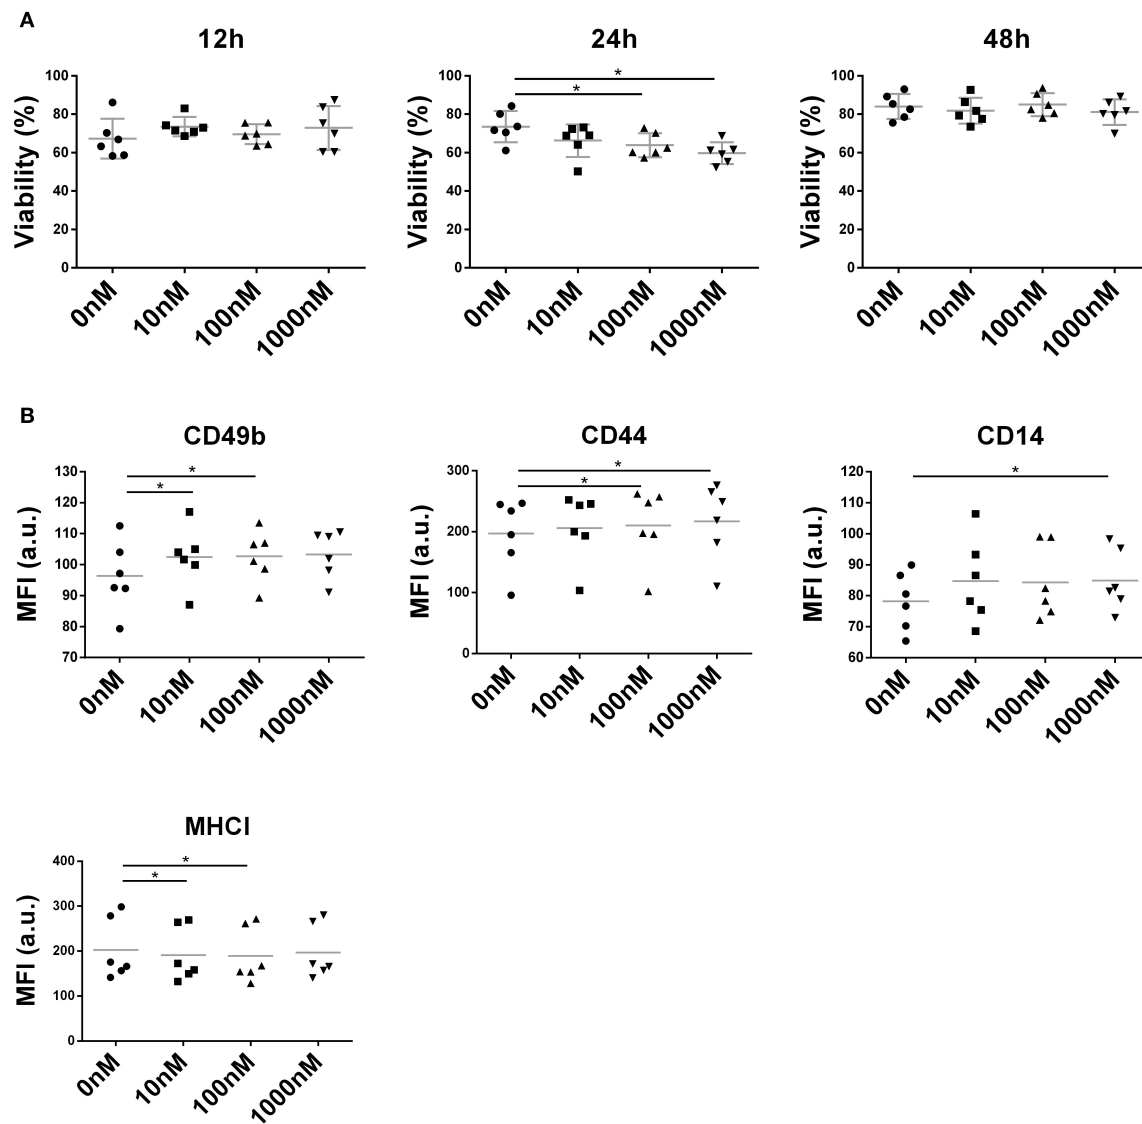 A
12h
24h
48h
Viability (%)
100
80
60
40
20
0
0nM
10nM
100nM
1000nM
Viability (%)
100
80
60
40
20
0
*
*
0nM
10nM
100nM
1000nM
Viability (%)
100
80
60
40
20
0
0nM
10nM
100nM
1000nM
B
CD49b
MFI (a.u.)
130
120
110
100
90
80
70
*
*
0nM
10nM
100nM
1000nM
CD44
MFI (a.u.)
300
200
100
0
*
*
0nM
10nM
100nM
1000nM
CD14
MFI (a.u.)
120
110
100
90
80
70
60
*
0nM
10nM
100nM
1000nM
MHCI
MFI (a.u.)
400
300
200
100
0
*
*
0nM
10nM
100nM
1000nM